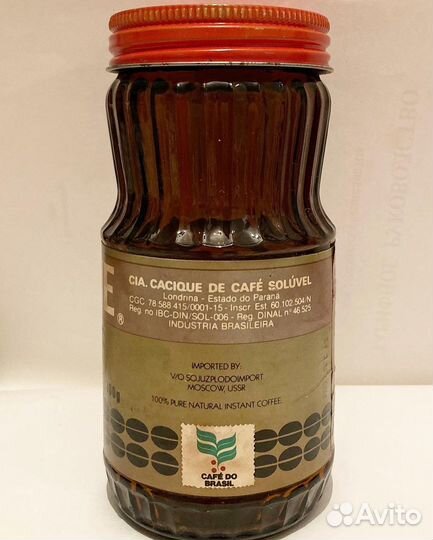 E®
CIA. CACIQUE DE CAFÉ SOLÚVEL
Londrina - Estado do Paraná
CGC 78 588 415/0001-15 - Inscr. Est 60.102.504/N
Reg. no IBC-DIN/SOL-006 - Reg. DINAL nº 46.525
INDUSTRIA BRASILEIRA
IMPORTED BY:
V/O SOJUZPLODOIMPORT
MOSCOW, USSR
100% PURE NATURAL INSTANT COFFEE.
CAFÉ DO
BRASIL
Avito